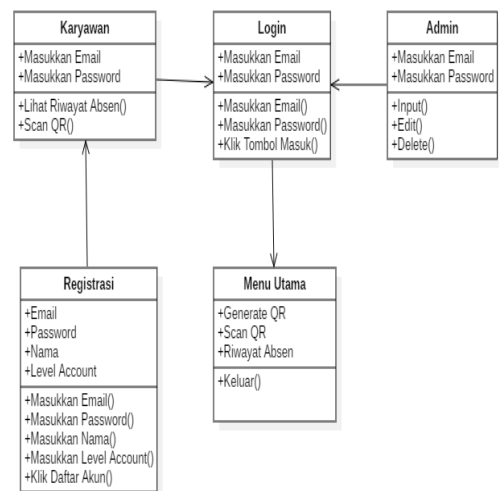 Karyawan
+Masukkan Email
+Masukkan Password
+Lihat Riwayat Absen()
+Scan QR()
Login
+Masukkan Email
+Masukkan Password
+Masukkan Email()
+Masukkan Password()
+Klik Tombol Masuk()
Admin
+Masukkan Email
+Masukkan Password
+Input()
+Edit()
+Delete()
Registrasi
+Email
+Password
+Nama
+Level Account
+Masukkan Email()
+Masukkan Password()
+Masukkan Nama()
+Masukkan Level Account()
+Klik Daftar Akun()
Menu Utama
+Generate QR
+Scan QR
+Riwayat Absen
+Keluar()